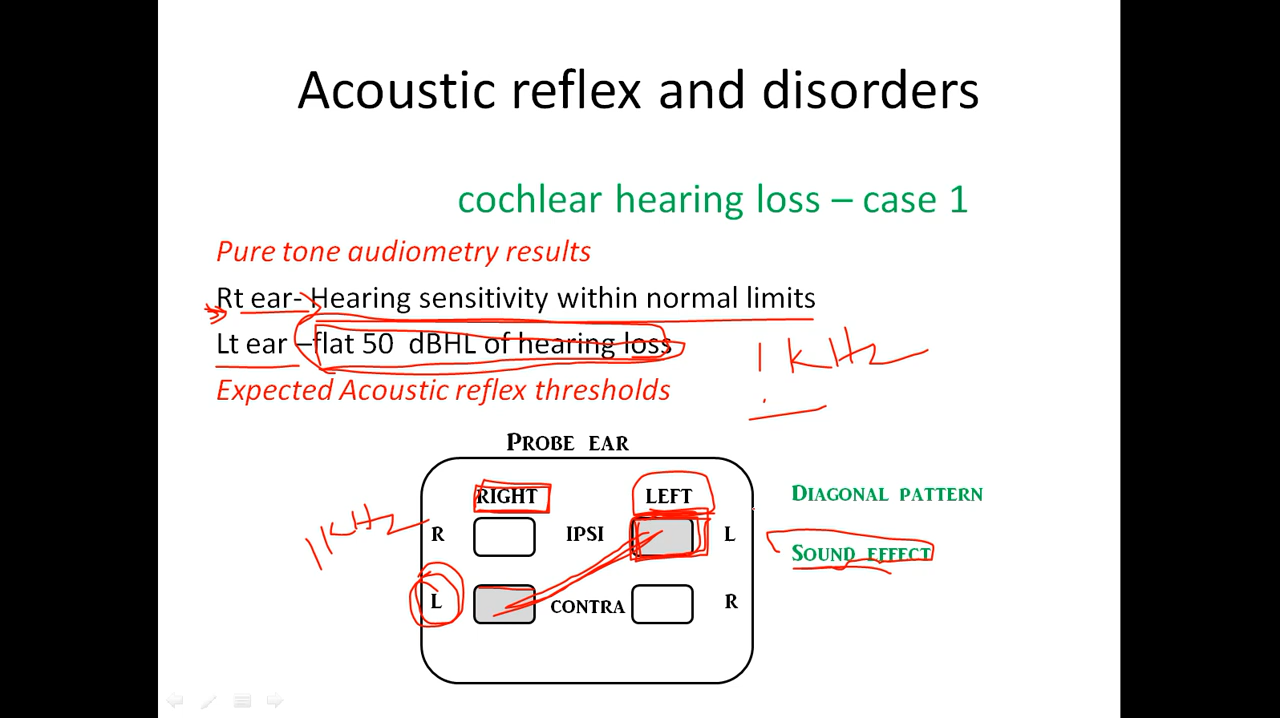 Acoustic reflex and disorders
cochlear hearing loss – case 1
Pure tone audiometry results
Rt ear- Hearing sensitivity within normal limits
Lt ear –flat 50 dBHL of hearing loss
1 KHz
Expected Acoustic reflex thresholds
PROBE EAR
RIGHT LEFT DIAGONAL PATTERN
1KHz R IPSI L
SOUND EFFECT
L CONTRA R